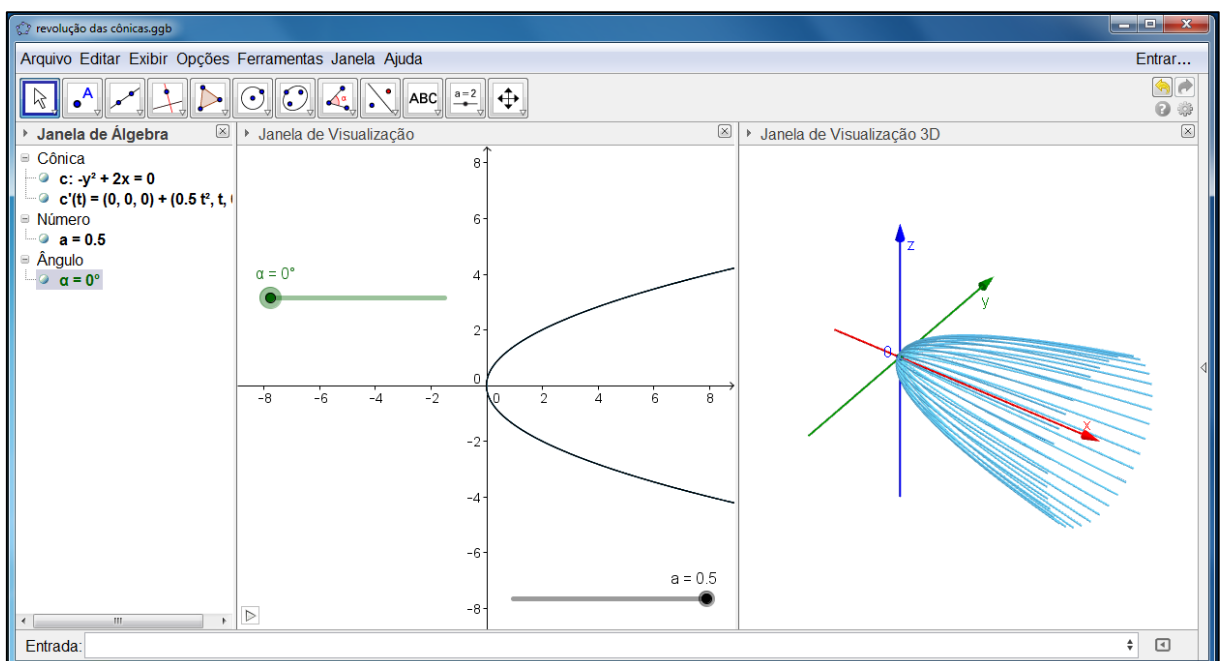 revolução das cônicas.ggb
Arquivo Editar Exibir Opções Ferramentas Janela Ajuda
Entrar...
A
α
ABC
a=2
Janela de Álgebra
Janela de Visualização
Janela de Visualização 3D
Cônica
c: -y² + 2x = 0
c'(t) = (0, 0, 0) + (0.5 t², t,
Número
a = 0.5
Ângulo
α = 0°
α = 0°
8
6
4
2
0
-2
-4
-6
-8
-8 -6 -4 -2 0 2 4 6 8
a = 0.5
z
y
0
x
Entrada: